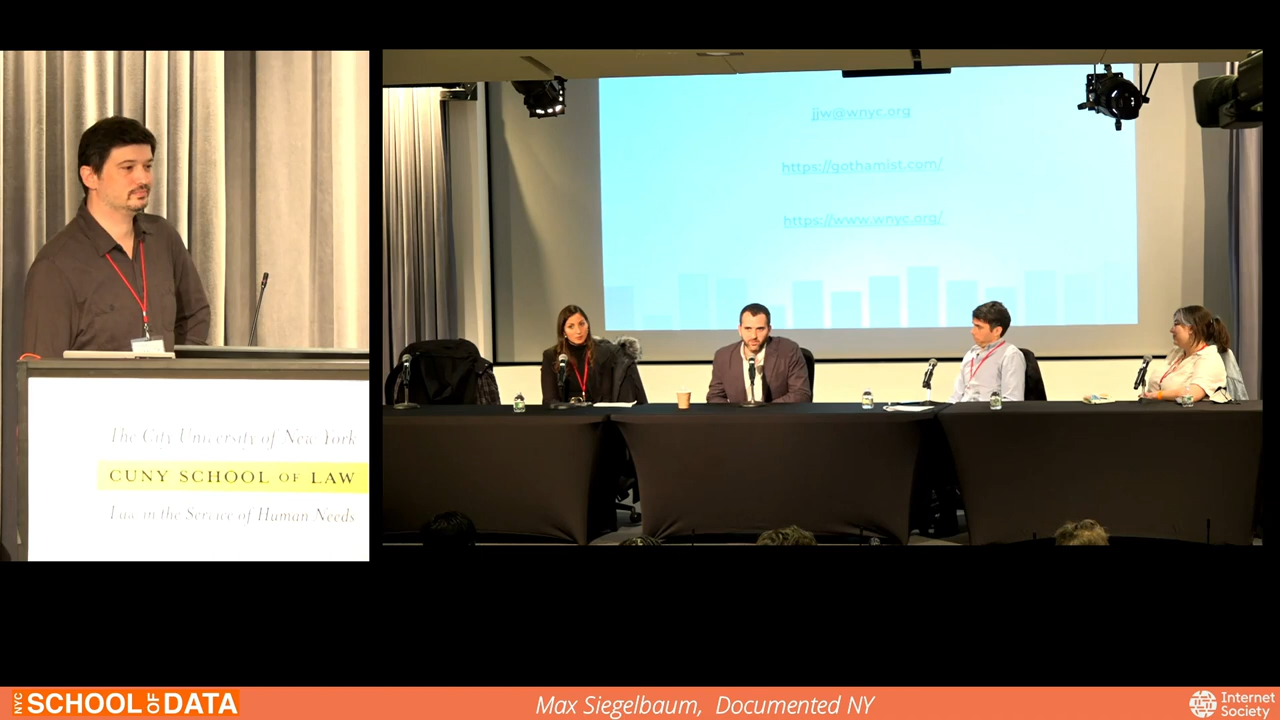 jjw@wnyc.org
https://gothamist.com/
https://www.wnyc.org/
The City University of New York
CUNY SCHOOL OF LAW
Law in the Service of Human Needs
NYC SCHOOL OF DATA
Max Siegelbaum, Documented NY
Internet
Society